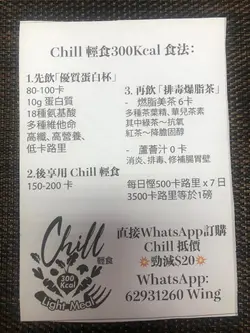 Chill 輕食300Kcal 食法:
1.先飲「優質蛋白杯」
80-100卡
10g 蛋白質
18種氨基酸
多種維他命
高纖、高營養、
低卡路里
2.後享用 Chill 輕食
150-200 卡
3. 再飲「排毒爆脂茶」
- 燃脂美茶 6卡
多種茶葉精、華兒茶素
其中綠茶～抗氧
紅茶～降膽固醇
- 蘆薈汁 0 卡
消炎、排毒、修補腸胃壁
每日慳500卡路里 x 7 日
3500卡路里等於1磅
Chill
輕食
300
Kcal
Light Meal
直接WhatsApp訂購
Chill 抵價
💥勁減$20💥
WhatsApp:
62931260 Wing